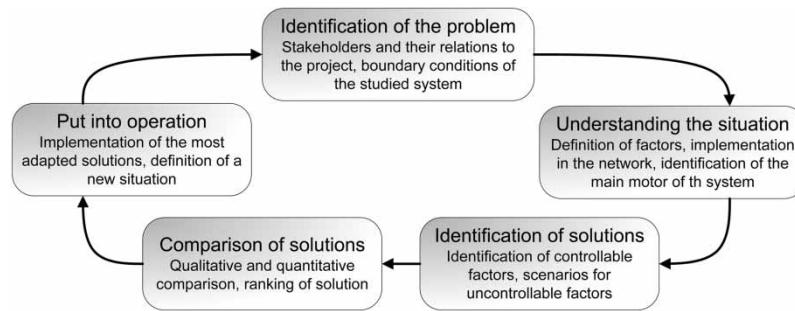 Identification of the problem
Stakeholders and their relations to
the project, boundary conditions of
the studied system
Understanding the situation
Definition of factors, implementation
in the network, identification of the
main motor of th system
Identification of solutions
Identification of controllable
factors, scenarios for
uncontrollable factors
Comparison of solutions
Qualitative and quantitative
comparison, ranking of solution
Put into operation
Implementation of the most
adapted solutions, definition of a
new situation